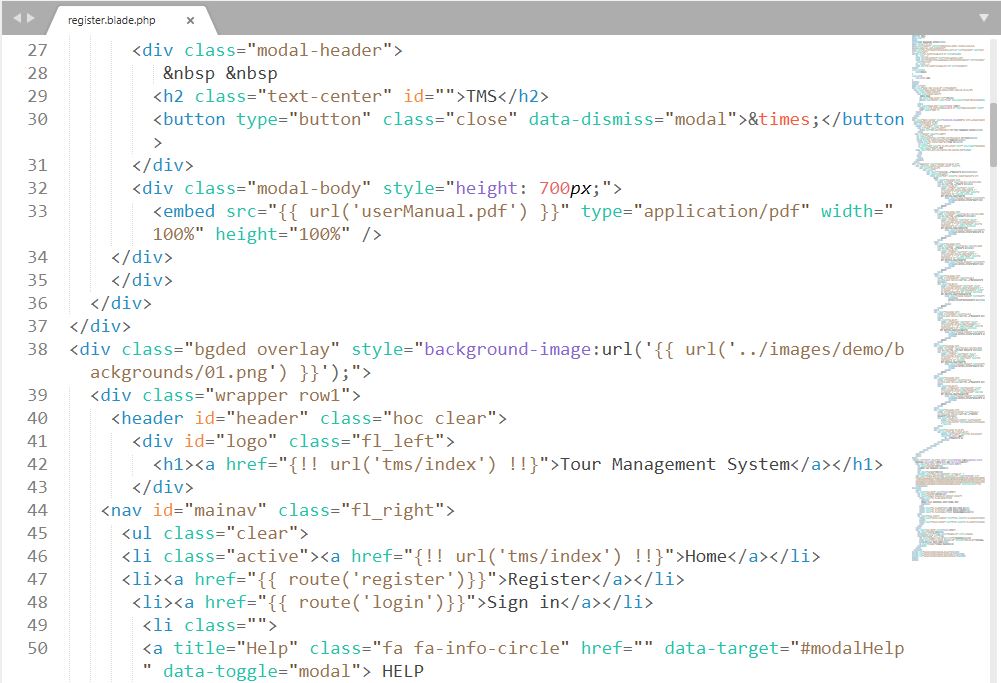 register.blade.php ×
27 <div class="modal-header">
28 &nbsp &nbsp
29 <h2 class="text-center" id="">TMS</h2>
30 <button type="button" class="close" data-dismiss="modal">&times;</button
>
31 </div>
32 <div class="modal-body" style="height: 700px;">
33 <embed src="{{ url('userManual.pdf') }}" type="application/pdf" width="
100%" height="100%" />
34 </div>
35 </div>
36 </div>
37 </div>
38 <div class="bgded overlay" style="background-image:url('{{ url('../images/demo/b
ackgrounds/01.png') }}');">
39 <div class="wrapper row1">
40 <header id="header" class="hoc clear">
41 <div id="logo" class="fl_left">
42 <h1><a href="{!! url('tms/index') !!}">Tour Management System</a></h1>
43 </div>
44 <nav id="mainav" class="fl_right">
45 <ul class="clear">
46 <li class="active"><a href="{!! url('tms/index') !!}">Home</a></li>
47 <li><a href="{{ route('register')}}">Register</a></li>
48 <li><a href="{{ route('login')}}">Sign in</a></li>
49 <li class="">
50 <a title="Help" class="fa fa-info-circle" href="" data-target="#modalHelp
" data-toggle="modal"> HELP